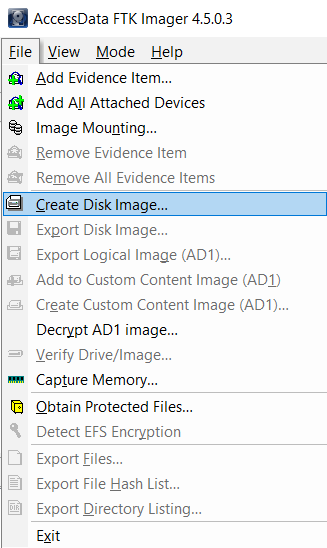 AccessData FTK Imager 4.5.0.3
File View Mode Help
Add Evidence Item...
Add All Attached Devices
Image Mounting...
Remove Evidence Item
Remove All Evidence Items
Create Disk Image...
Export Disk Image...
Export Logical Image (AD1)...
Add to Custom Content Image (AD1)
Create Custom Content Image (AD1)...
Decrypt AD1 image...
Verify Drive/Image...
Capture Memory...
Obtain Protected Files...
Detect EFS Encryption
Export Files...
Export File Hash List...
Export Directory Listing...
Exit